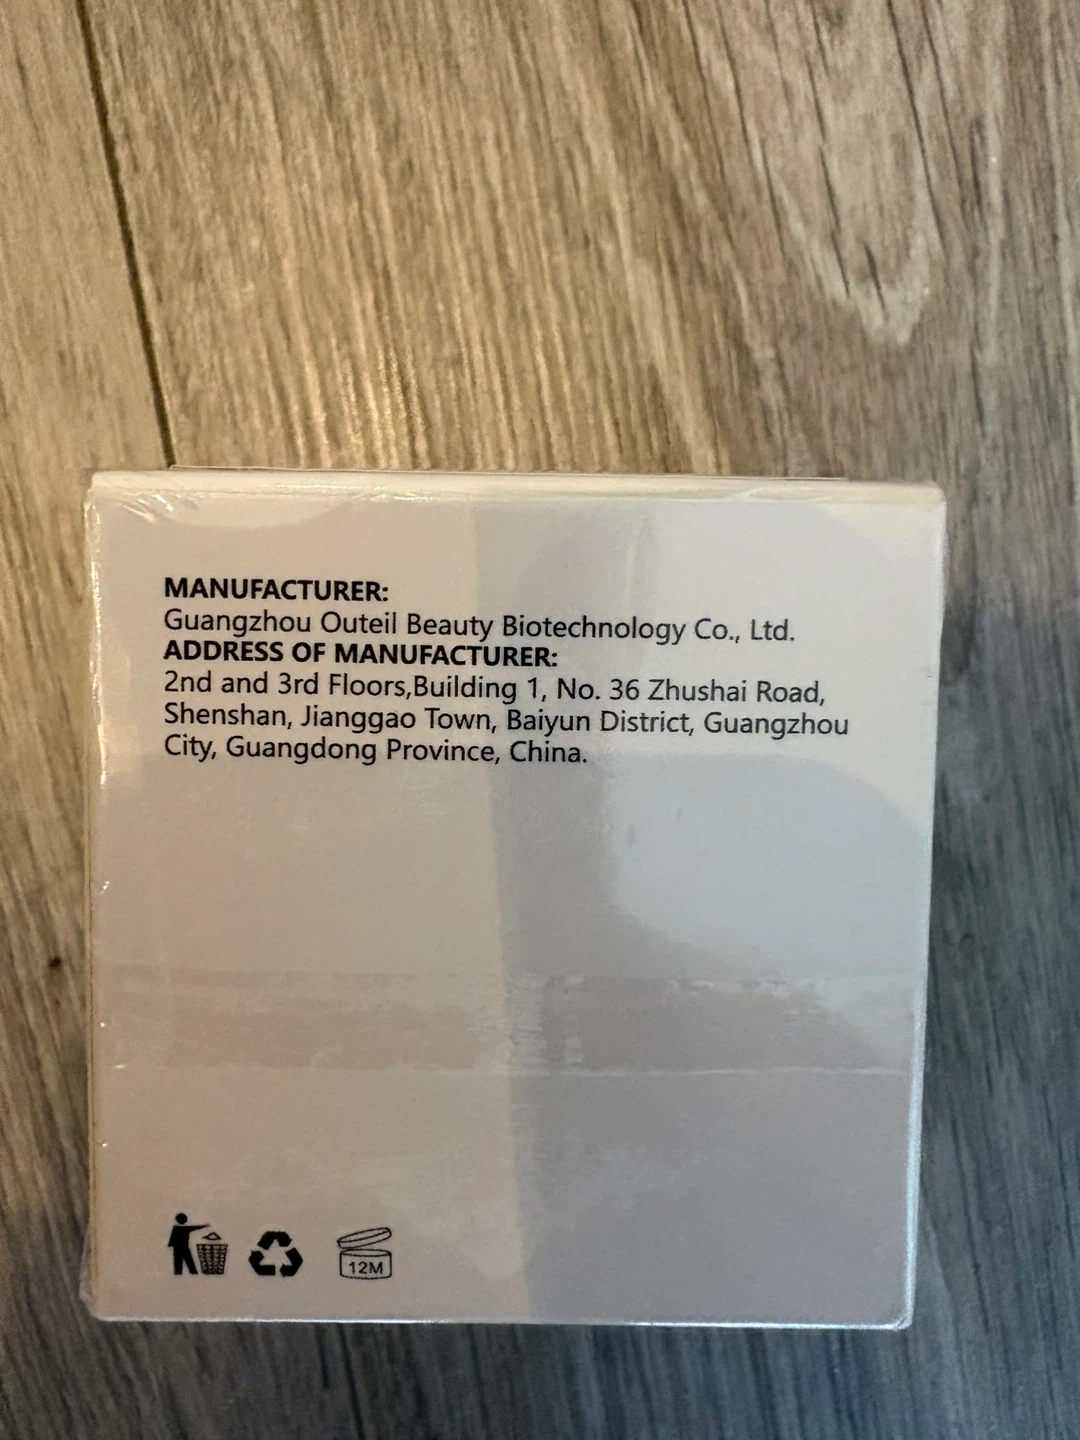 MANUFACTURER:
Guangzhou Outeil Beauty Biotechnology Co., Ltd.
ADDRESS OF MANUFACTURER:
2nd and 3rd Floors,Building 1, No. 36 Zhushai Road,
Shenshan, Jianggao Town, Baiyun District, Guangzhou
City, Guangdong Province, China.
12M